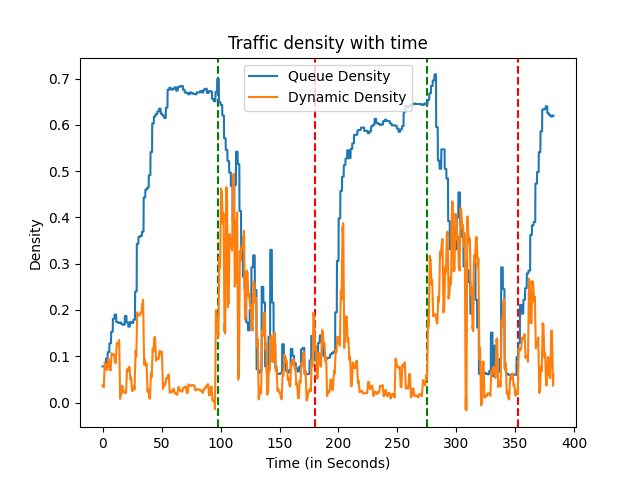 Traffic density with time
Queue Density
Dynamic Density
Density
0.7
0.6
0.5
0.4
0.3
0.2
0.1
0.0
0 50 100 150 200 250 300 350 400
Time (in Seconds)